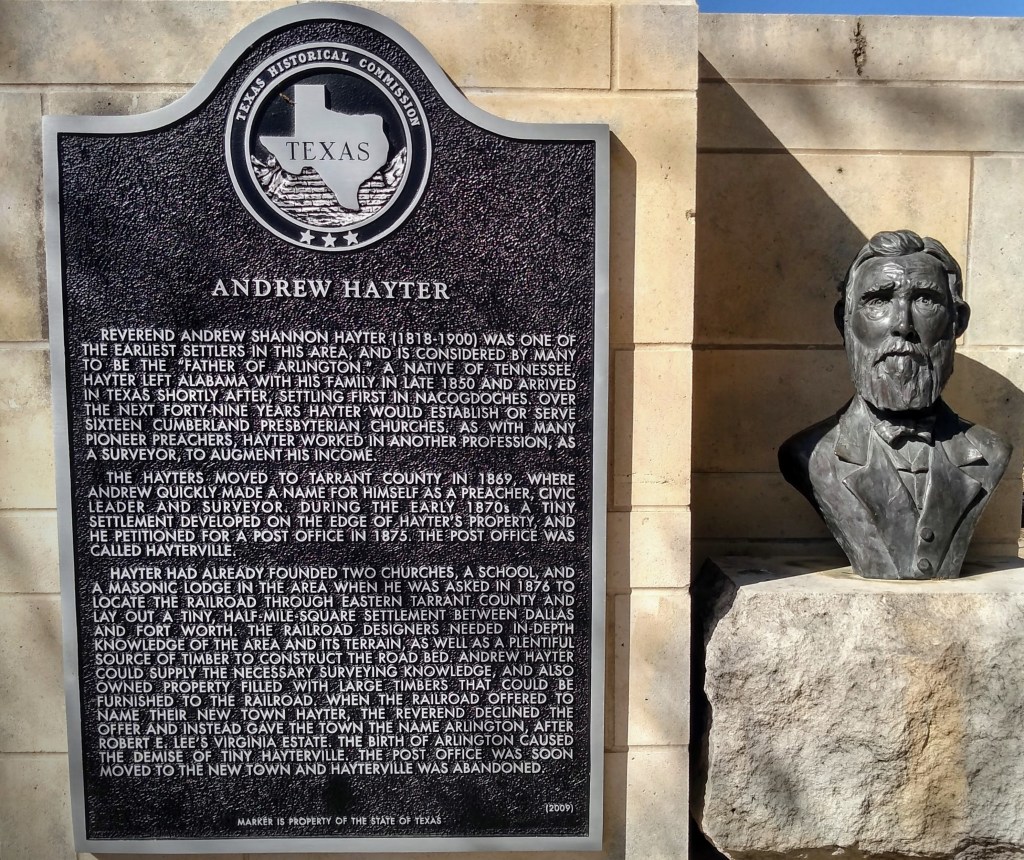 TEXAS HISTORICAL COMMISSION
TEXAS
ANDREW HAYTER
REVEREND ANDREW SHANNON HAYTER (1818-1900) WAS ONE OF
THE EARLIEST SETTLERS IN THIS AREA, AND IS CONSIDERED BY MANY
TO BE THE "FATHER OF ARLINGTON." A NATIVE OF TENNESSEE,
HAYTER LEFT ALABAMA WITH HIS FAMILY IN LATE 1850 AND ARRIVED
IN TEXAS SHORTLY AFTER, SETTLING FIRST IN NACOGDOCHES. OVER
THE NEXT FORTY-NINE YEARS HAYTER WOULD ESTABLISH OR SERVE
SIXTEEN CUMBERLAND PRESBYTERIAN CHURCHES. AS WITH MANY
PIONEER PREACHERS, HAYTER WORKED IN ANOTHER PROFESSION, AS
A SURVEYOR, TO AUGMENT HIS INCOME.
THE HAYTERS MOVED TO TARRANT COUNTY IN 1869, WHERE
ANDREW QUICKLY MADE A NAME FOR HIMSELF AS A PREACHER, CIVIC
LEADER AND SURVEYOR. DURING THE EARLY 1870s A TINY
SETTLEMENT DEVELOPED ON THE EDGE OF HAYTER'S PROPERTY, AND
HE PETITIONED FOR A POST OFFICE IN 1875. THE POST OFFICE WAS
CALLED HAYTERVILLE.
HAYTER HAD ALREADY FOUNDED TWO CHURCHES, A SCHOOL, AND
A MASONIC LODGE IN THE AREA WHEN HE WAS ASKED IN 1876 TO
LOCATE THE RAILROAD THROUGH EASTERN TARRANT COUNTY AND
LAY OUT A TINY, HALF-MILE-SQUARE SETTLEMENT BETWEEN DALLAS
AND FORT WORTH. THE RAILROAD DESIGNERS NEEDED IN-DEPTH
KNOWLEDGE OF THE AREA AND ITS TERRAIN, AS WELL AS A PLENTIFUL
SOURCE OF TIMBER TO CONSTRUCT THE ROAD BED. ANDREW HAYTER
COULD SUPPLY THE NECESSARY SURVEYING KNOWLEDGE, AND ALSO
OWNED PROPERTY FILLED WITH LARGE TIMBERS THAT COULD BE
FURNISHED TO THE RAILROAD. WHEN THE RAILROAD OFFERED TO
NAME THEIR NEW TOWN HAYTER, THE REVEREND DECLINED THE
OFFER AND INSTEAD GAVE THE TOWN THE NAME ARLINGTON, AFTER
ROBERT E. LEE'S VIRGINIA ESTATE. THE BIRTH OF ARLINGTON CAUSED
THE DEMISE OF TINY HAYTERVILLE. THE POST OFFICE WAS SOON
MOVED TO THE NEW TOWN AND HAYTERVILLE WAS ABANDONED.
(2009)
MARKER IS PROPERTY OF THE STATE OF TEXAS